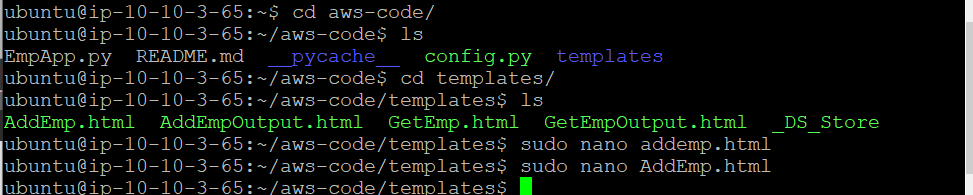 ubuntu@ip-10-10-3-65:~$ cd aws-code/
ubuntu@ip-10-10-3-65:~/aws-code$ ls
EmpApp.py  README.md  __pycache__  config.py  templates
ubuntu@ip-10-10-3-65:~/aws-code$ cd templates/
ubuntu@ip-10-10-3-65:~/aws-code/templates$ ls
AddEmp.html  AddEmpOutput.html  GetEmp.html  GetEmpOutput.html  _DS_Store
ubuntu@ip-10-10-3-65:~/aws-code/templates$ sudo nano addemp.html
ubuntu@ip-10-10-3-65:~/aws-code/templates$ sudo nano AddEmp.html
ubuntu@ip-10-10-3-65:~/aws-code/templates$